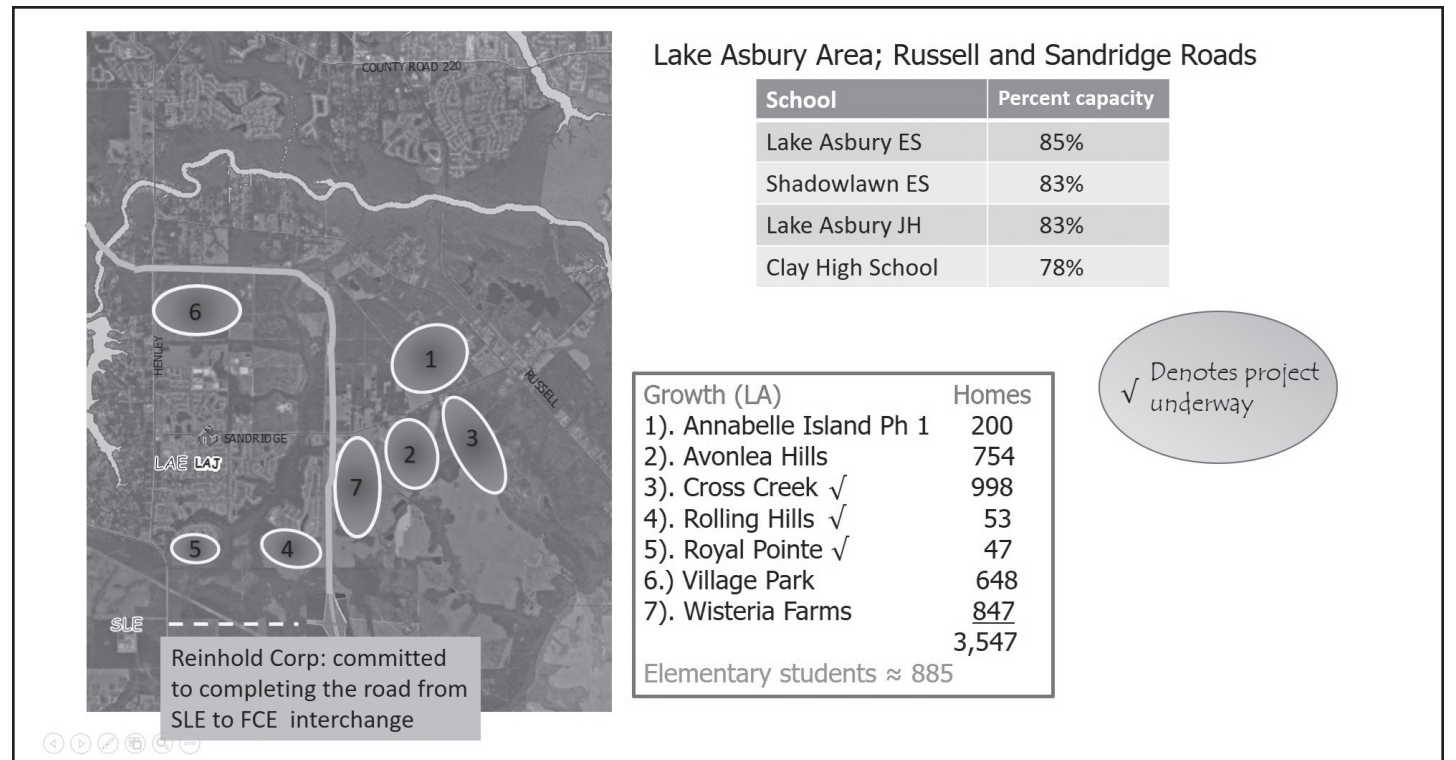 Lake Asbury Area; Russell and Sandridge Roads
School Percent capacity
Lake Asbury ES 85%
Shadowlawn ES 83%
Lake Asbury JH 83%
Clay High School 78%
COUNTY ROAD 220
6
HENLEY
1
RUSSELL
SANDRIDGE
LAE LAJ
2
3
7
5
4
SLE
Reinhold Corp: committed
to completing the road from
SLE to FCE interchange
Growth (LA) Homes
1). Annabelle Island Ph 1 200
2). Avonlea Hills 754
3). Cross Creek √ 998
4). Rolling Hills √ 53
5). Royal Pointe √ 47
6.) Village Park 648
7). Wisteria Farms 847
3,547
Elementary students ≈ 885
√ Denotes project
underway